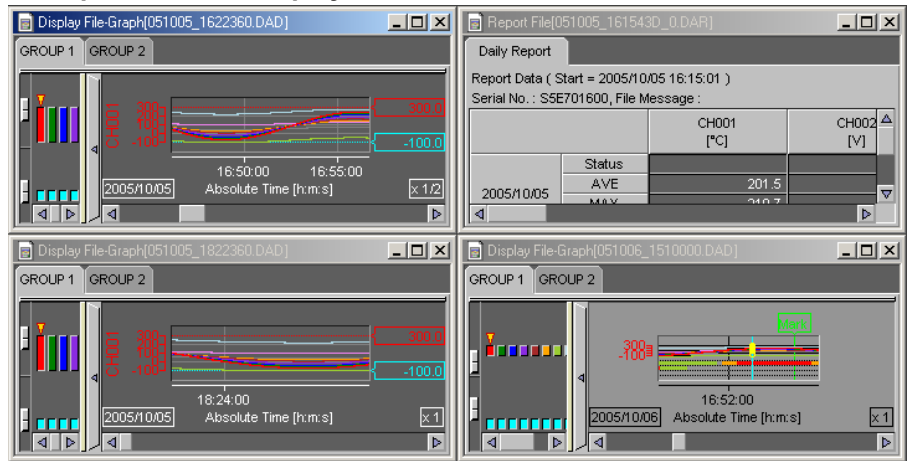 Display File-Graph[051005_1622360.DAD]
GROUP 1 GROUP 2
CH001
300
100
-100
300.0
-100.0
16:50:00 16:55:00
2005/10/05 Absolute Time [h:m:s] x 1/2
Report File[051005_161543D_0.DAR]
Daily Report
Report Data ( Start = 2005/10/05 16:15:01 )
Serial No. : S5E701600, File Message :
CH001 CH002
[°C] [V]
Status
2005/10/05 AVE 201.5
MAX
Display File-Graph[051005_1822360.DAD]
GROUP 1 GROUP 2
CH001
300
100
-100
300.0
-100.0
18:24:00
2005/10/05 Absolute Time [h:m:s] x 1
Display File-Graph[051006_1510000.DAD]
GROUP 1 GROUP 2
Mark
300
-100
16:52:00
2005/10/06 Absolute Time [h:m:s] x 1